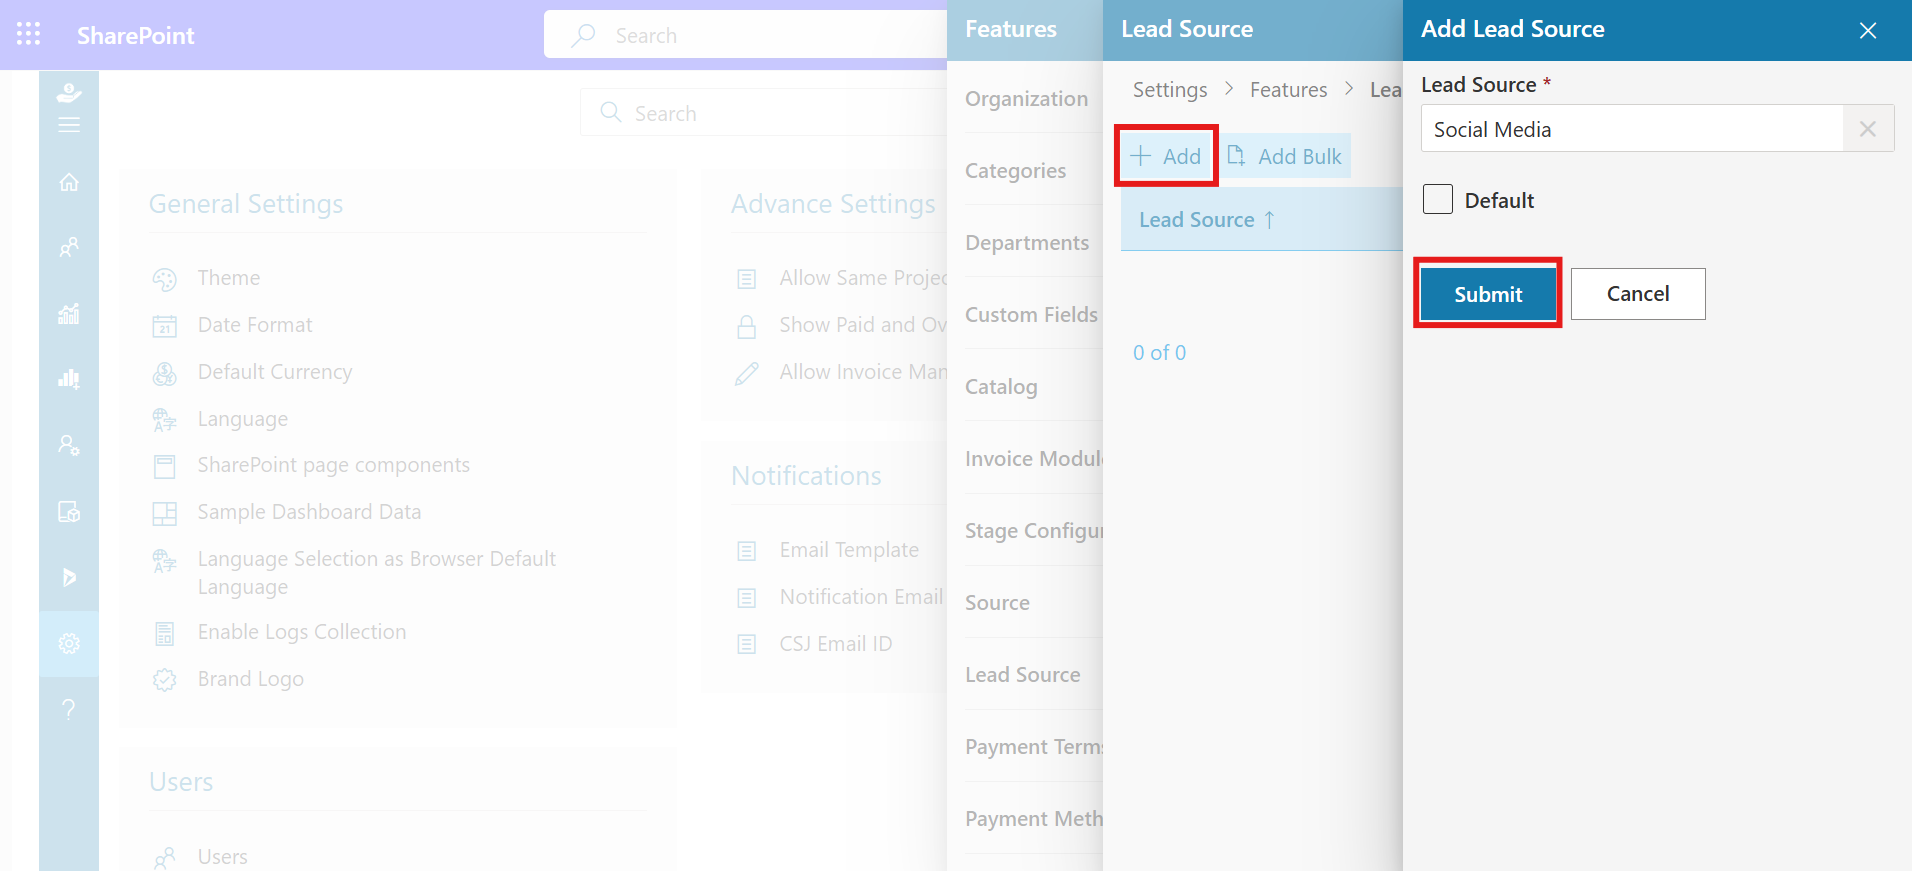 SharePoint
Search
Search
General Settings
Theme
Date Format
Default Currency
Language
SharePoint page components
Sample Dashboard Data
Language Selection as Browser Default
Language
Enable Logs Collection
Brand Logo
Users
Users
Advance Settings
Allow Same Projec
Show Paid and Ov
Allow Invoice Man
Notifications
Email Template
Notification Email
CSJ Email ID
Features
Organization
Categories
Departments
Custom Fields
Catalog
Invoice Module
Stage Configur
Source
Lead Source
Payment Terms
Payment Meth
Lead Source
Settings > Features > Lea
Add Add Bulk
Lead Source ↑
0 of 0
Add Lead Source
Lead Source *
Social Media
Default
Submit Cancel